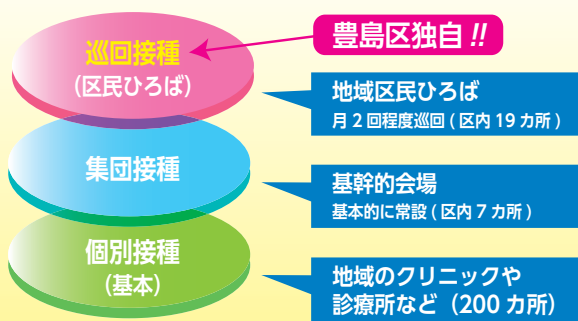 巡回接種
(区民ひろば)
豊島区独自!!
地域区民ひろば
月2回程度巡回(区内19カ所)
集団接種
基幹的会場
基本的に常設(区内7カ所)
個別接種
(基本)
地域のクリニックや
診療所など(200カ所)